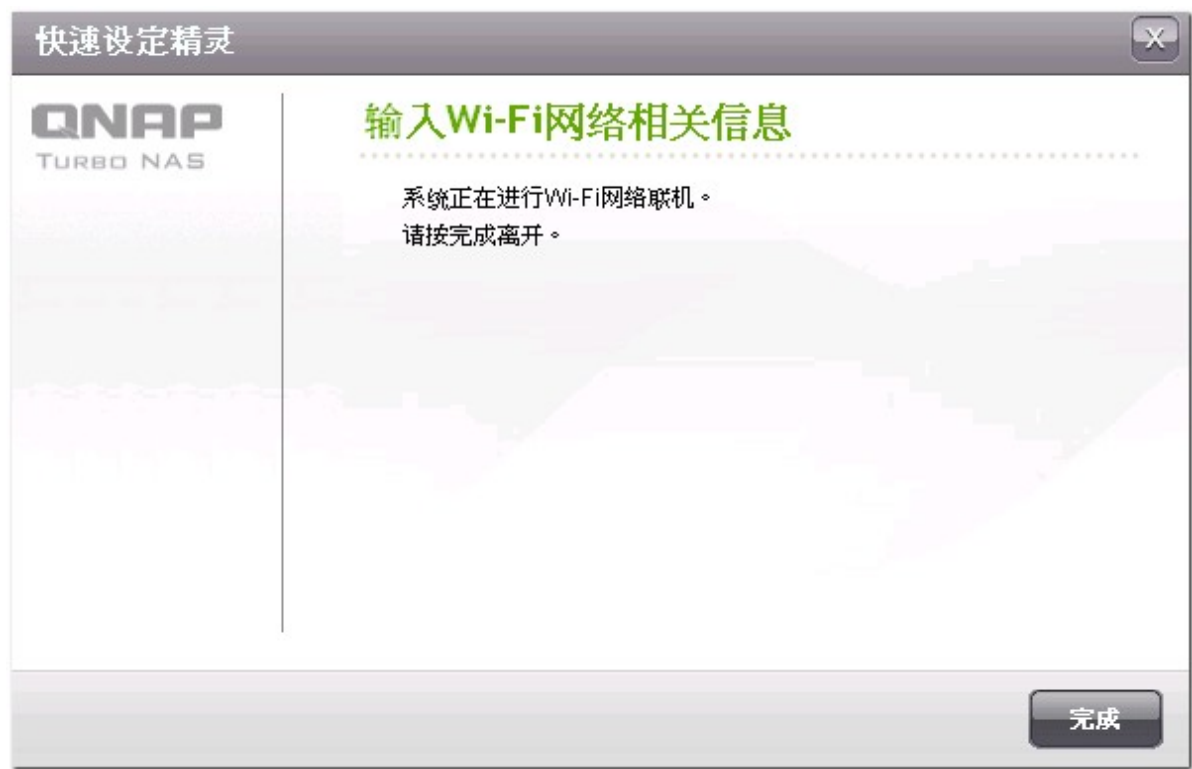 快速设定精灵
X
QNAP
TURBO NAS
输入Wi-Fi网络相关信息
系统正在进行Wi-Fi网络联机。
请按完成离开。
完成